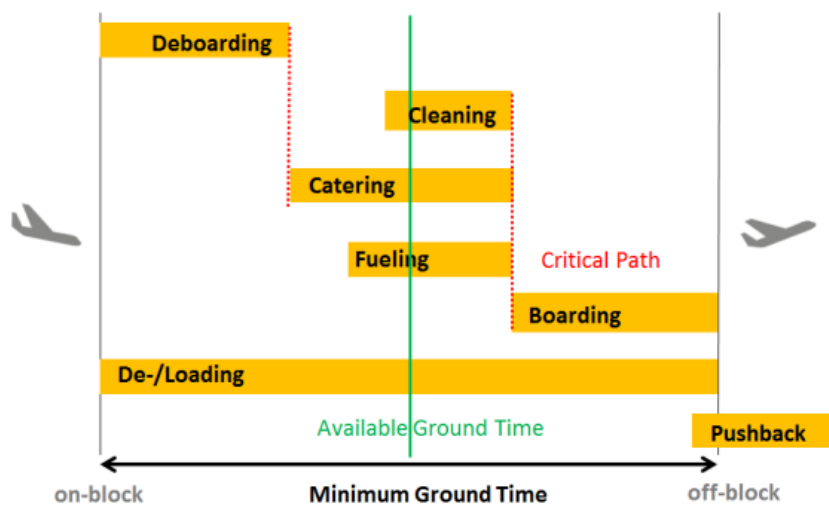 Deboarding
Cleaning
Catering
Fueling
Critical Path
Boarding
De-/Loading
Available Ground Time
Pushback
on-block
Minimum Ground Time
off-block